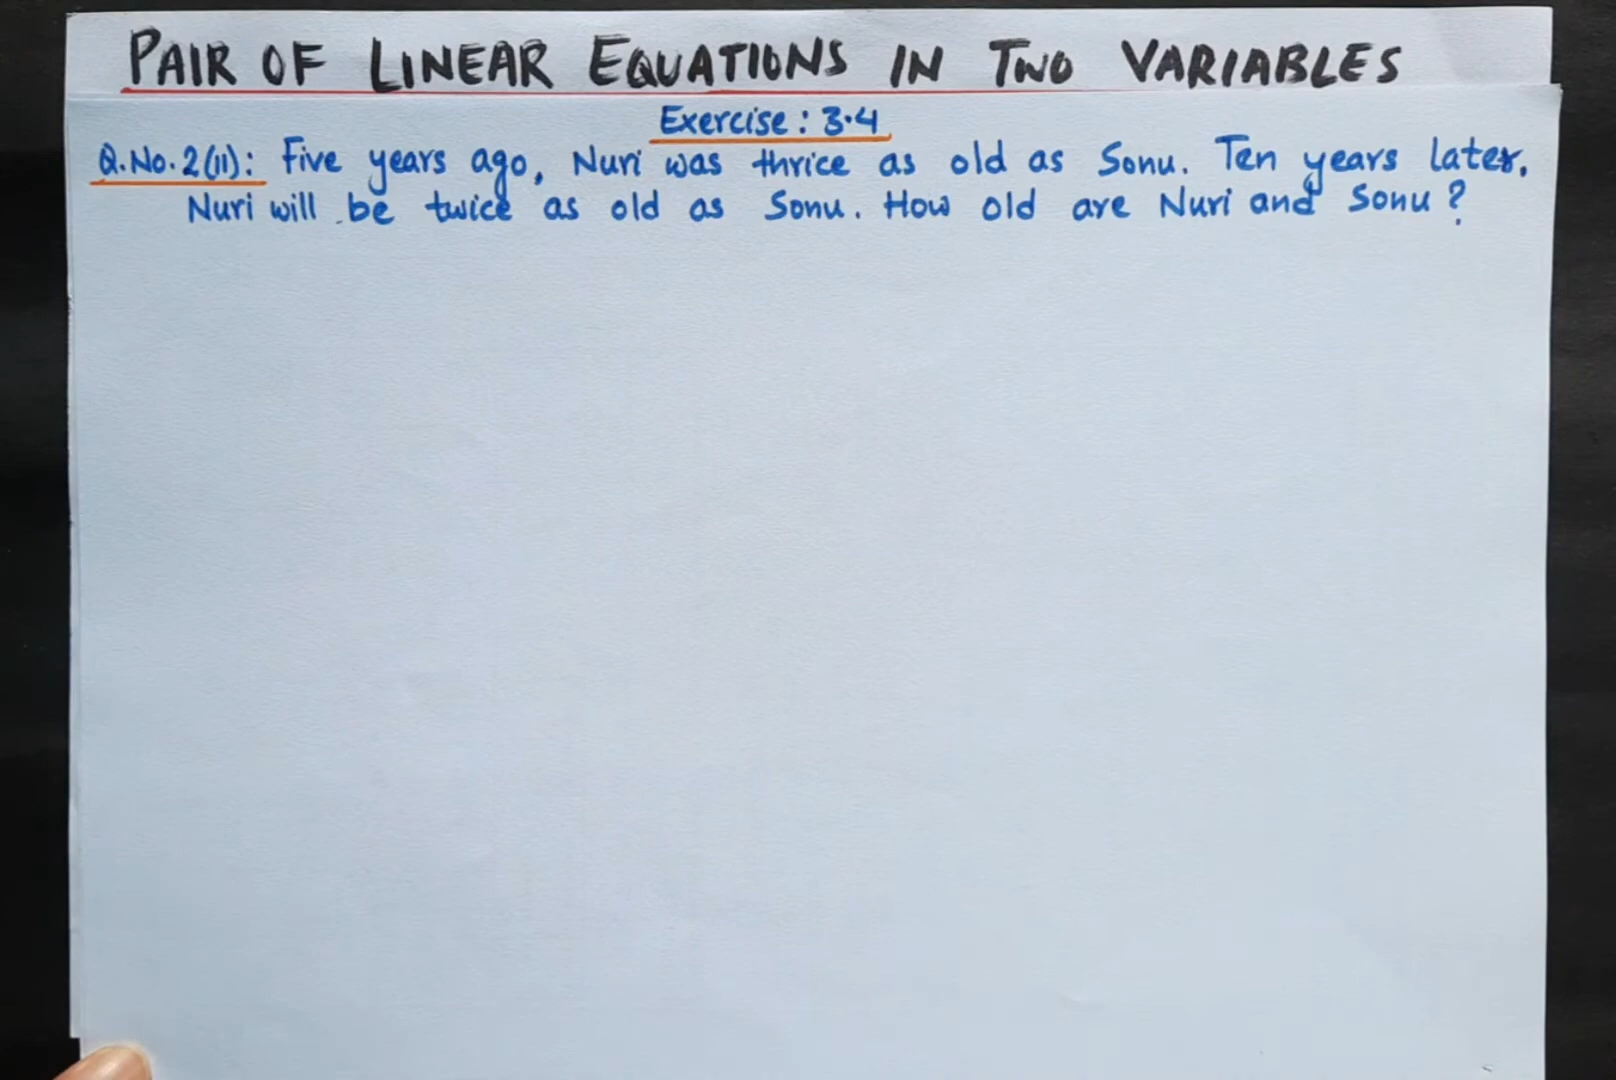 PAIR OF LINEAR EQUATIONS IN TWO VARIABLES
Exercise : 3.4
Q.No. 2(II): Five years ago, Nuri was thrice as old as Sonu. Ten years later,
Nuri will be twice as old as Sonu. How old are Nuri and Sonu ?